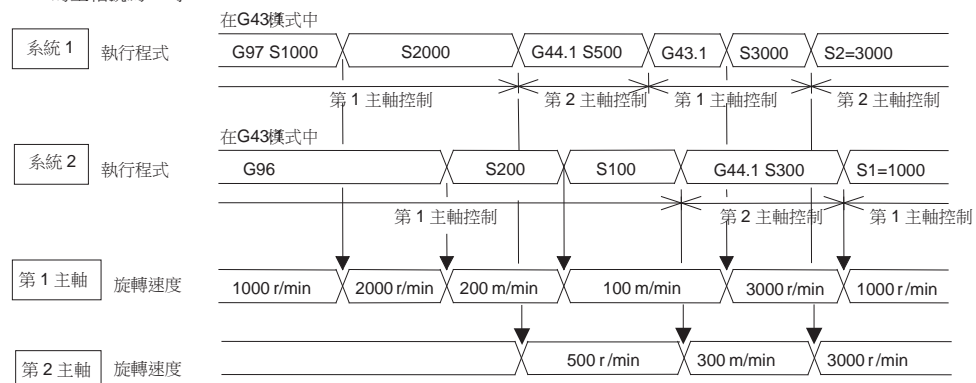 在G43.1模式中
系統 1 執行程式 G97 S1000 S2000 G44.1 S500 G43.1 S3000 S2=3000
第 1 主軸控制 第 2 主軸控制 第 1 主軸控制 第 2 主軸控制
在G43.1模式中
系統 2 執行程式 G96 S200 S100 G44.1 S300 S1=1000
第 1 主軸控制 第 2 主軸控制 第 1 主軸控制
第 1 主軸 旋轉速度 1000 r/min 2000 r/min 200 m/min 100 m/min 3000 r/min 1000 r/min
第 2 主軸 旋轉速度 500 r/min 300 m/min 3000 r/min